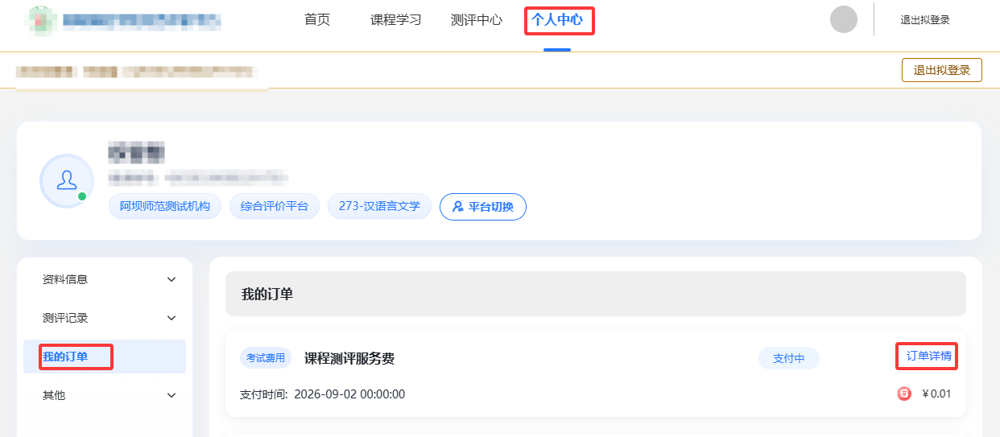 首页 课程学习 测评中心 个人中心 退出拟登录
退出拟登录
阿坝师范测试机构 综合评价平台 273-汉语言文学 平台切换
资料信息
测评记录
我的订单
其他
我的订单
考试费用 课程测评服务费 支付中 订单详情
支付时间: 2026-09-02 00:00:00 ¥0.01